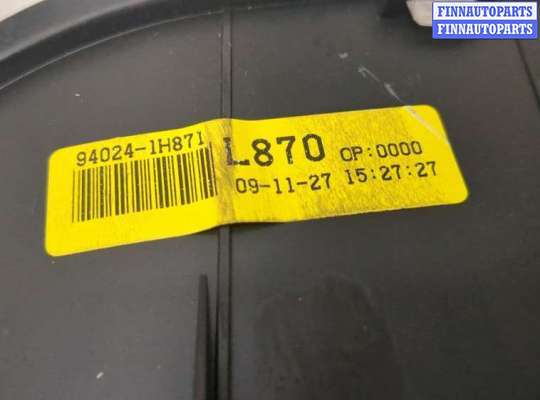 FINNAUTOPARTS
FINNAUTOPARTS
94024-1H871
L870 OP:0000
09-11-27 15:27:27